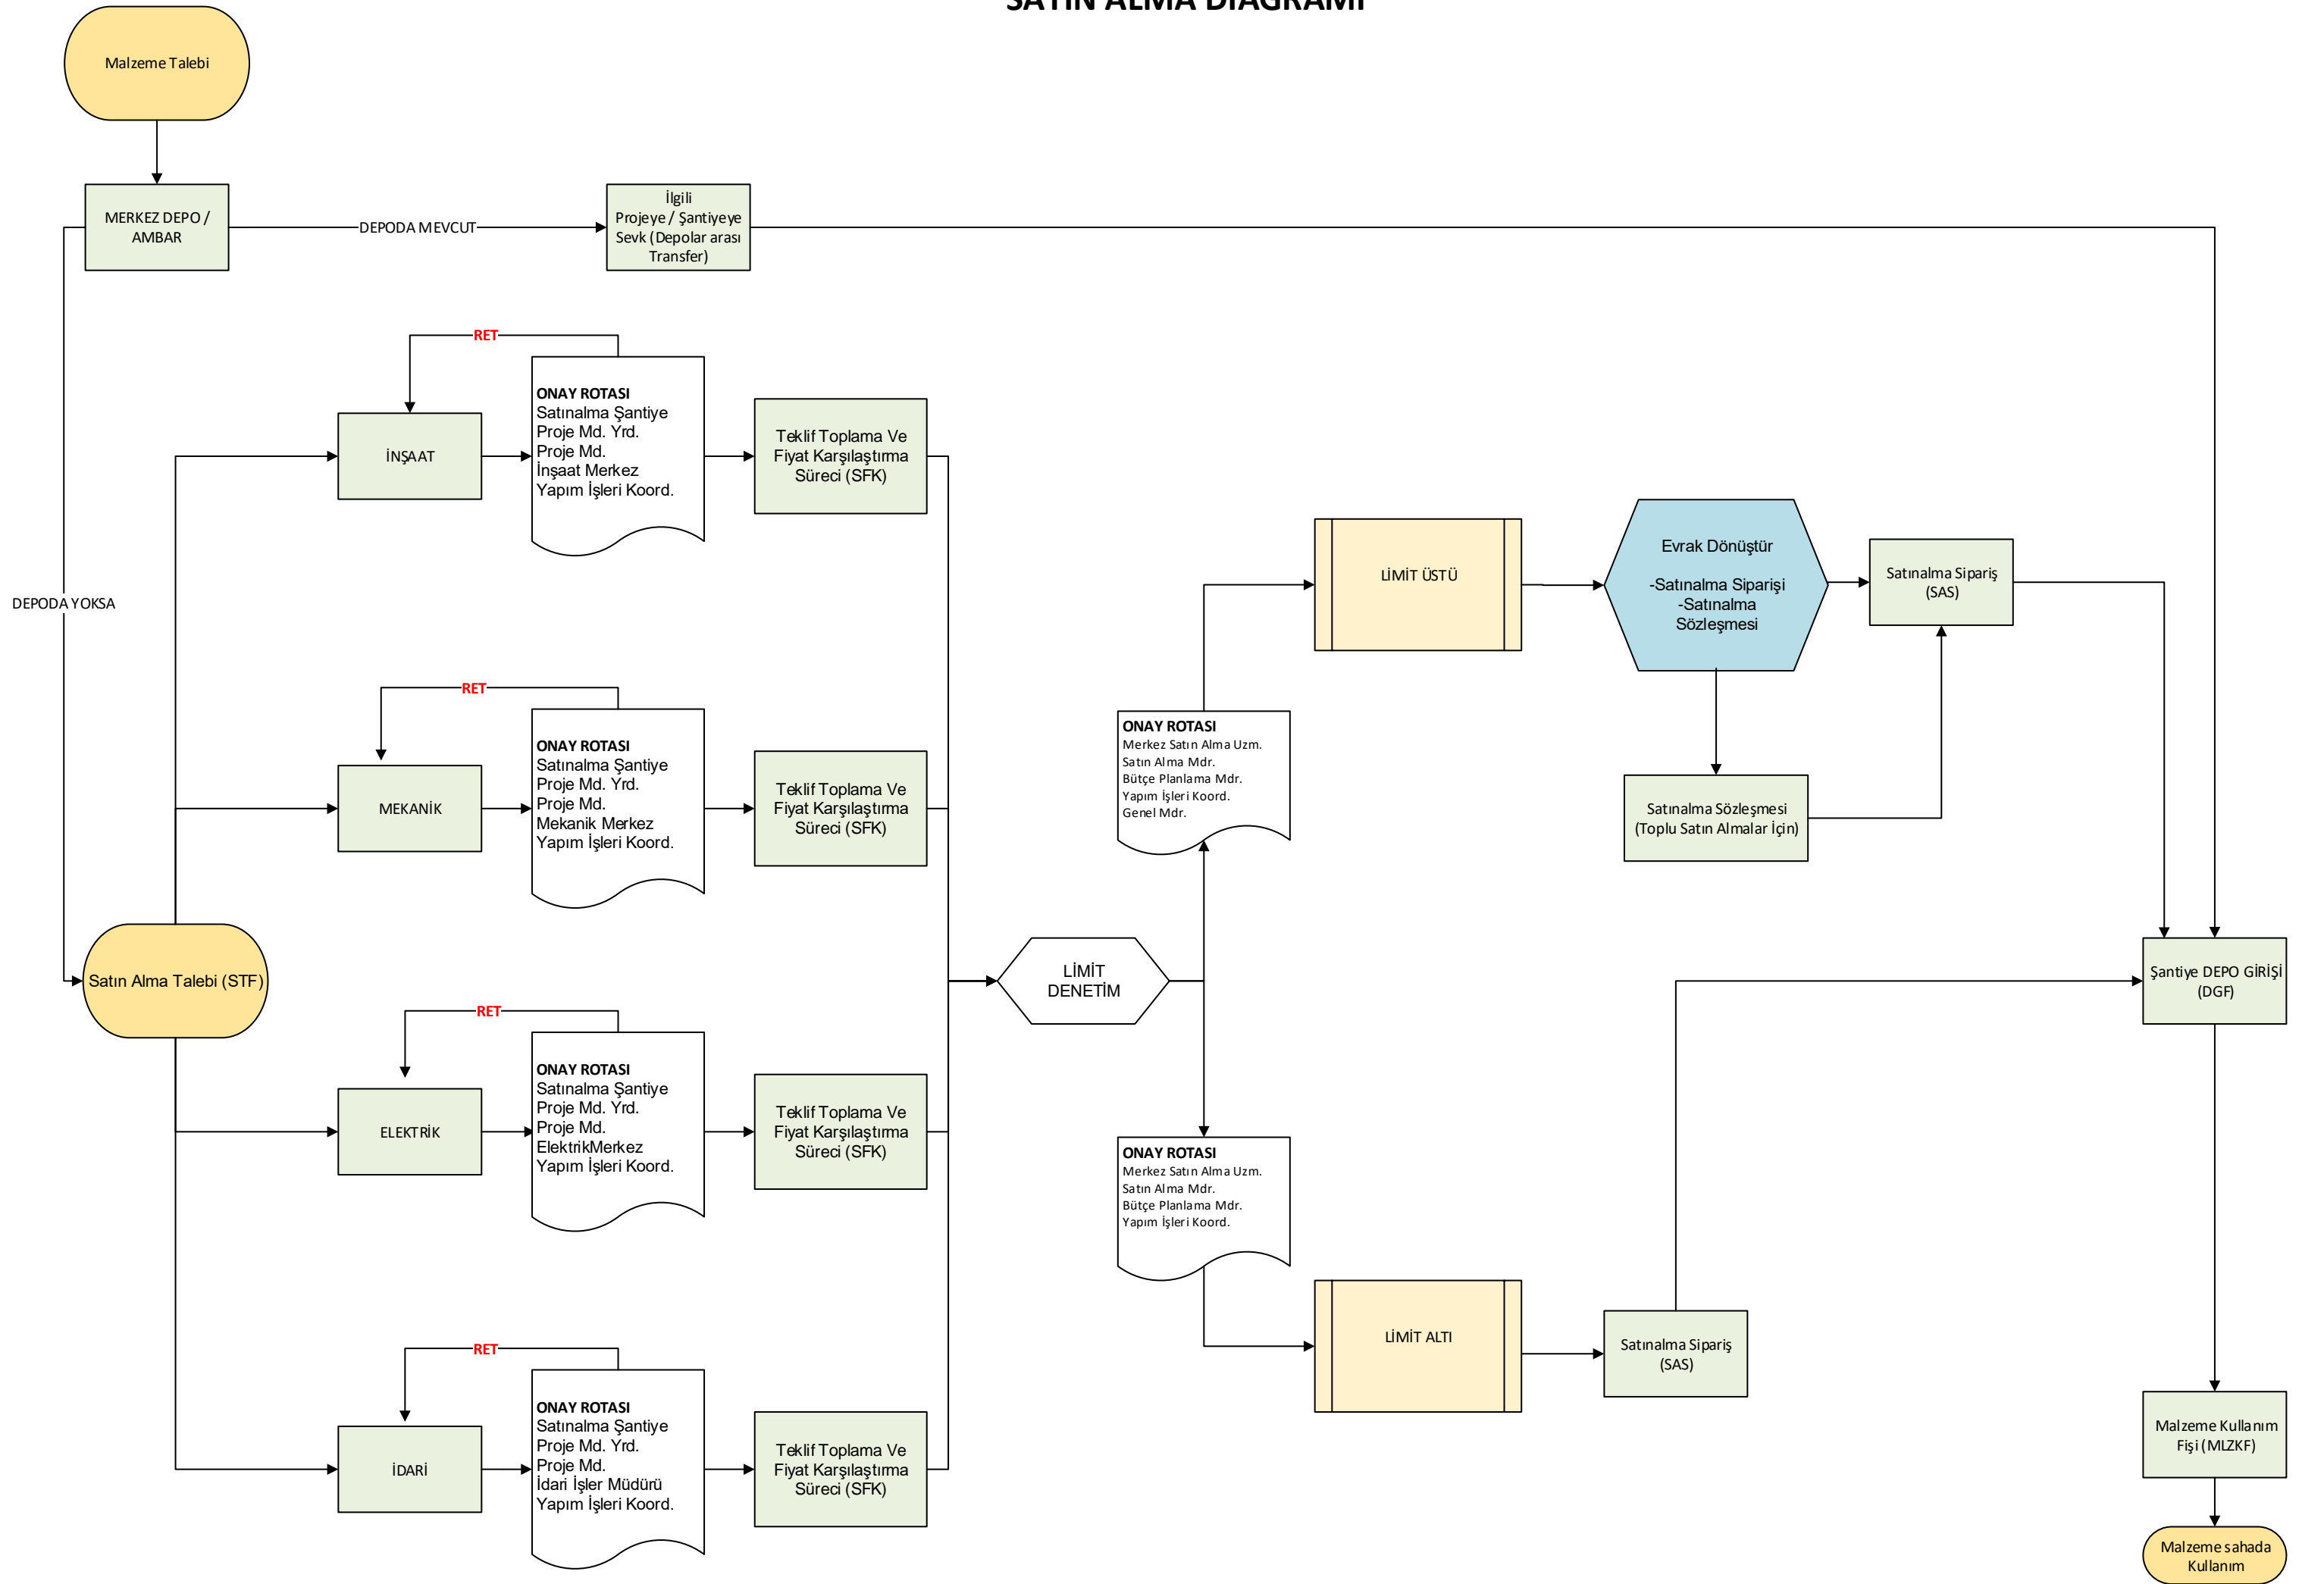 SATIN ALMA DİAGRAMI
Malzeme Talebi
MERKEZ DEPO /
AMBAR
DEPODA MEVCUT
İlgili
Projeye / Şantiyeye
Sevk (Depolar arası
Transfer)
DEPODA YOKSA
Satın Alma Talebi (STF)
RET
İNŞAAT
ONAY ROTASI
Satınalma Şantiye
Proje Md. Yrd.
Proje Md.
İnşaat Merkez
Yapım İşleri Koord.
Teklif Toplama Ve
Fiyat Karşılaştırma
Süreci (SFK)
RET
MEKANİK
ONAY ROTASI
Satınalma Şantiye
Proje Md. Yrd.
Proje Md.
Mekanik Merkez
Yapım İşleri Koord.
Teklif Toplama Ve
Fiyat Karşılaştırma
Süreci (SFK)
RET
ELEKTRİK
ONAY ROTASI
Satınalma Şantiye
Proje Md. Yrd.
Proje Md.
ElektrikMerkez
Yapım İşleri Koord.
Teklif Toplama Ve
Fiyat Karşılaştırma
Süreci (SFK)
RET
İDARİ
ONAY ROTASI
Satınalma Şantiye
Proje Md. Yrd.
Proje Md.
İdari İşler Müdürü
Yapım İşleri Koord.
Teklif Toplama Ve
Fiyat Karşılaştırma
Süreci (SFK)
LİMİT
DENETİM
ONAY ROTASI
Merkez Satın Alma Uzm.
Satın Alma Mdr.
Bütçe Planlama Mdr.
Yapım İşleri Koord.
Genel Mdr.
LİMİT ÜSTÜ
Evrak Dönüştür
-Satınalma Siparişi
-Satınalma
Sözleşmesi
Satınalma Sipariş
(SAS)
Satınalma Sözleşmesi
(Toplu Satın Almalar İçin)
ONAY ROTASI
Merkez Satın Alma Uzm.
Satın Alma Mdr.
Bütçe Planlama Mdr.
Yapım İşleri Koord.
LİMİT ALTI
Satınalma Sipariş
(SAS)
Şantiye DEPO GİRİŞİ
(DGF)
Malzeme Kullanım
Fişi (MLZKF)
Malzeme sahada
Kullanım